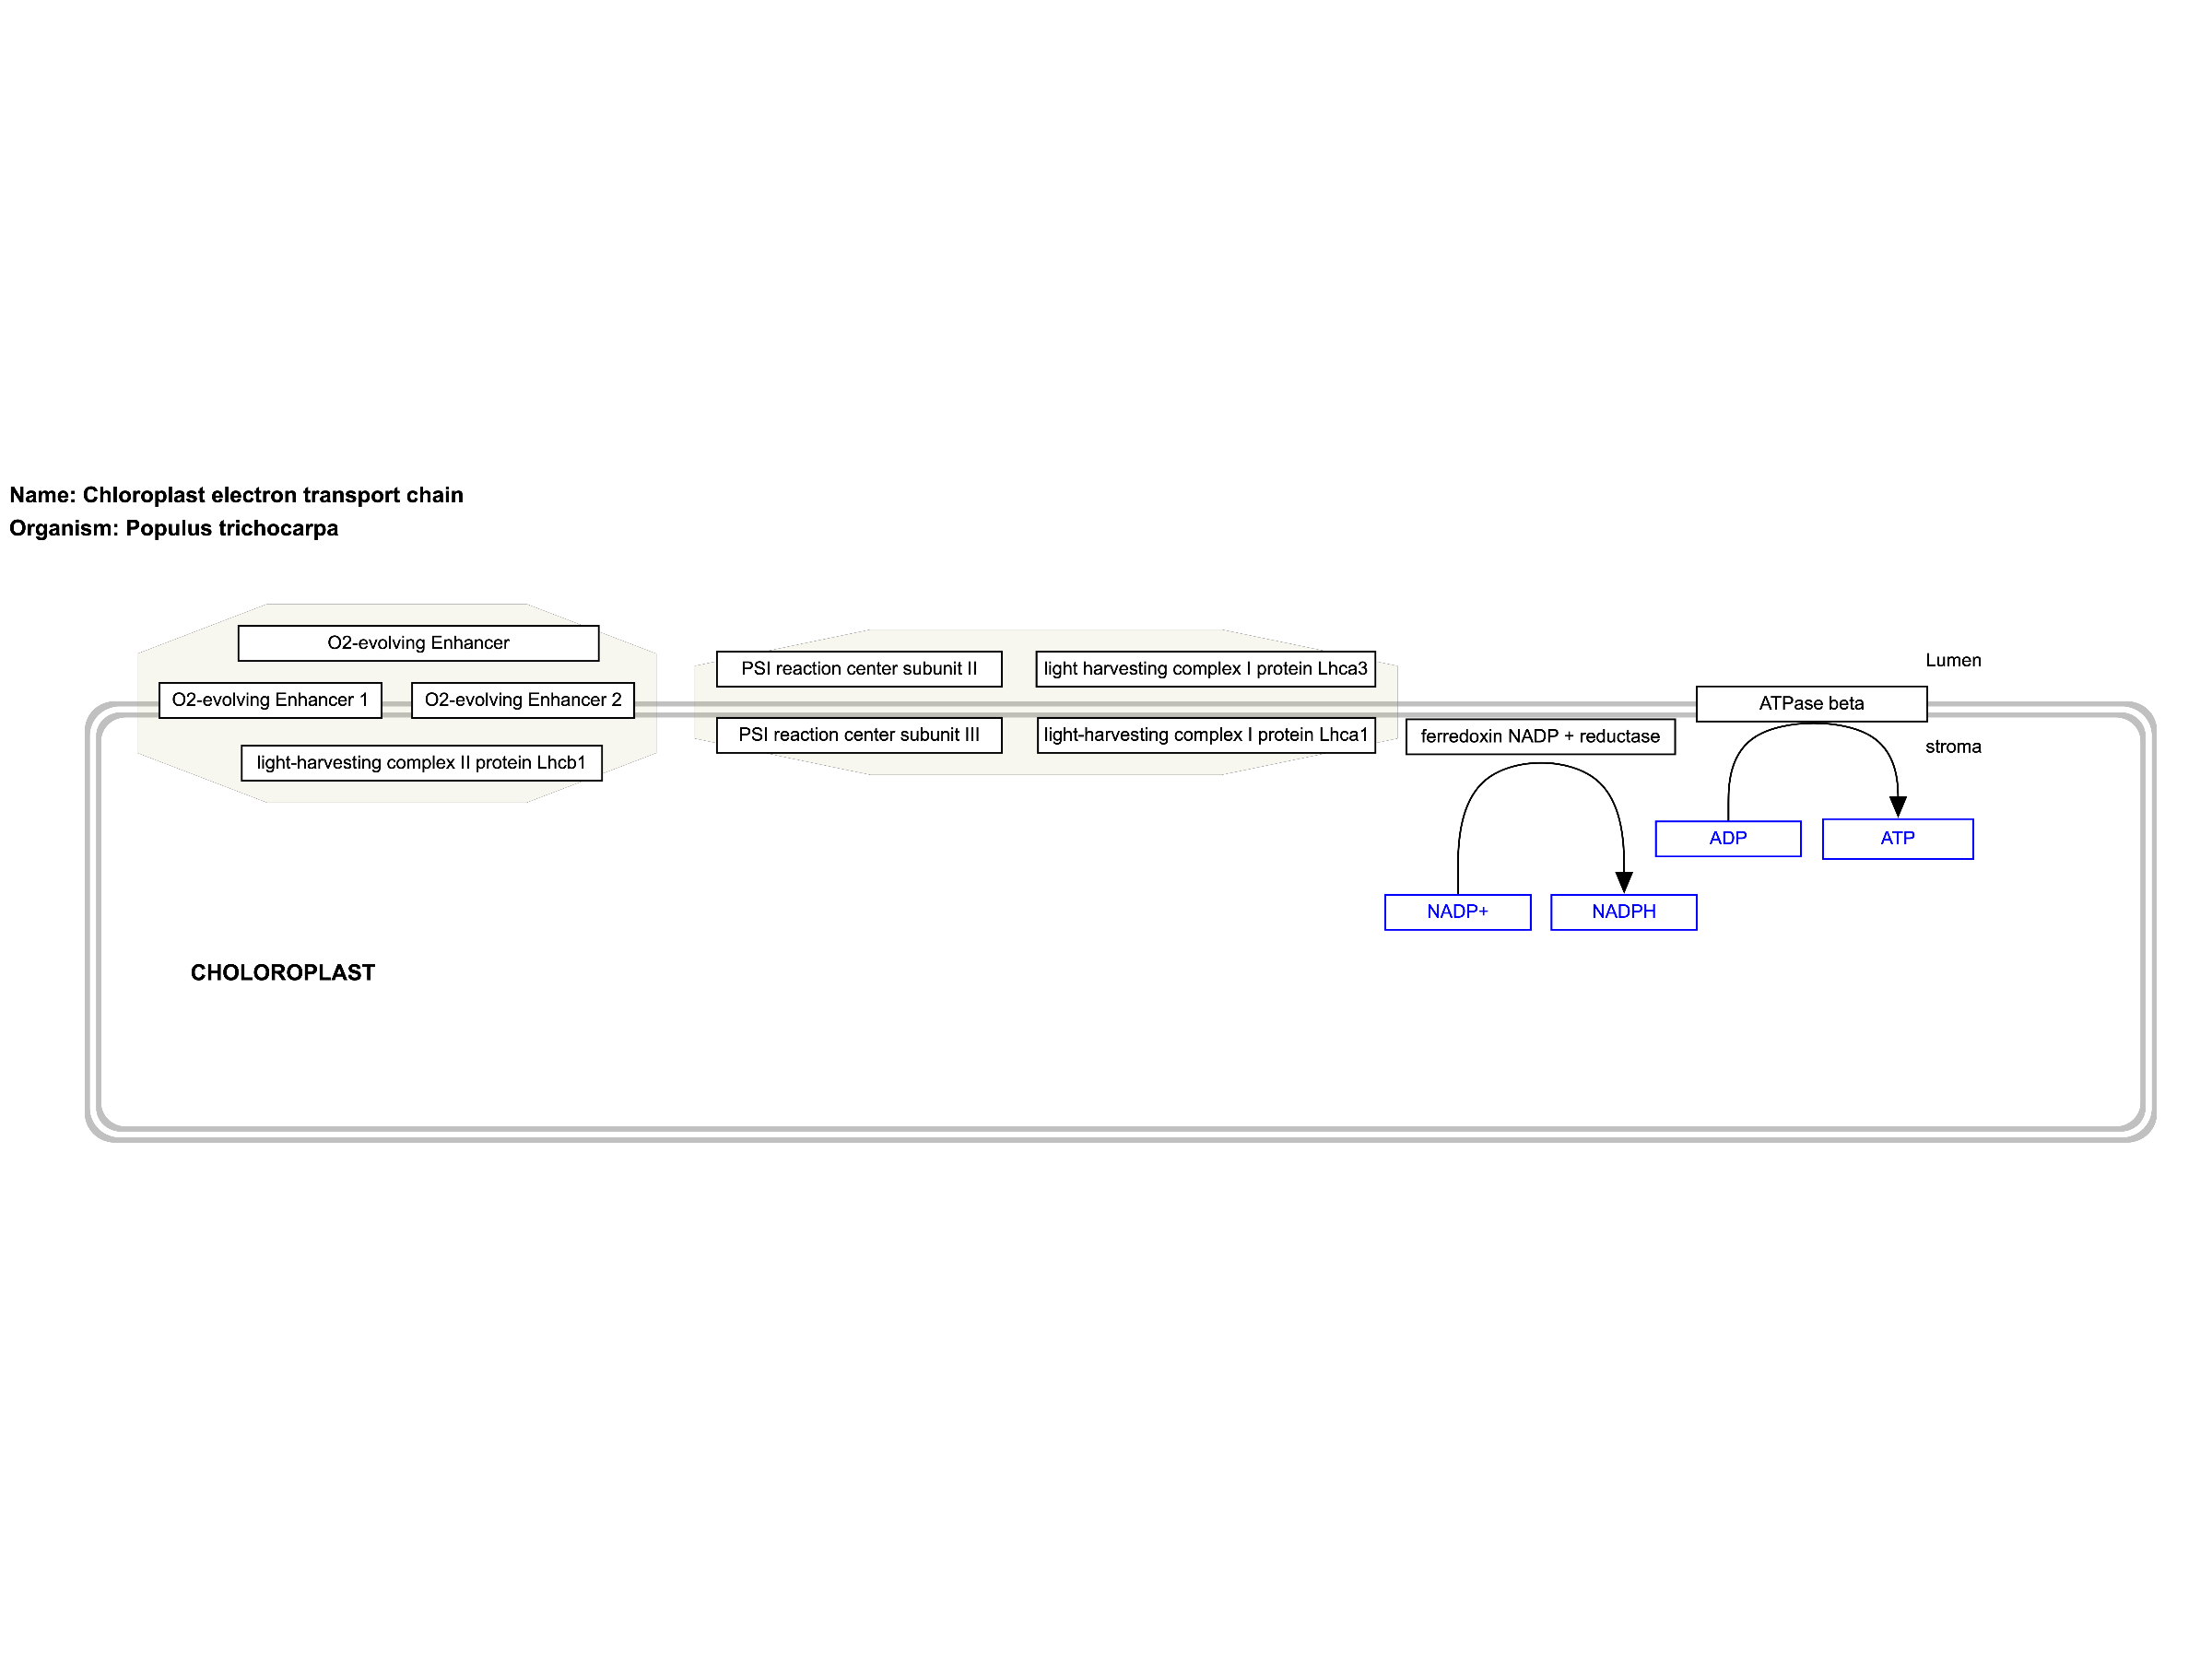 Name: Chloroplast electron transport chain
Organism: Populus trichocarpa
O2-evolving Enhancer
O2-evolving Enhancer 1
O2-evolving Enhancer 2
light-harvesting complex II protein Lhcb1
PSI reaction center subunit II
light harvesting complex I protein Lhca3
PSI reaction center subunit III
light-harvesting complex I protein Lhca1
ferredoxin NADP + reductase
Lumen
ATPase beta
stroma
ADP
ATP
NADP+
NADPH
CHOLOROPLAST